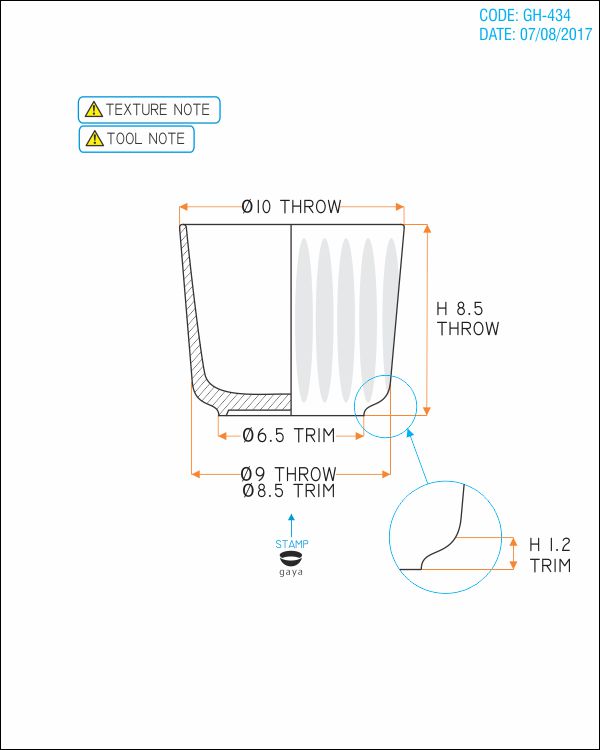 CODE: GH-434
DATE: 07/08/2017
TEXTURE NOTE
TOOL NOTE
Ø10 THROW
H 8.5
THROW
Ø6.5 TRIM
Ø9 THROW
Ø8.5 TRIM
STAMP
gaya
H 1.2
TRIM